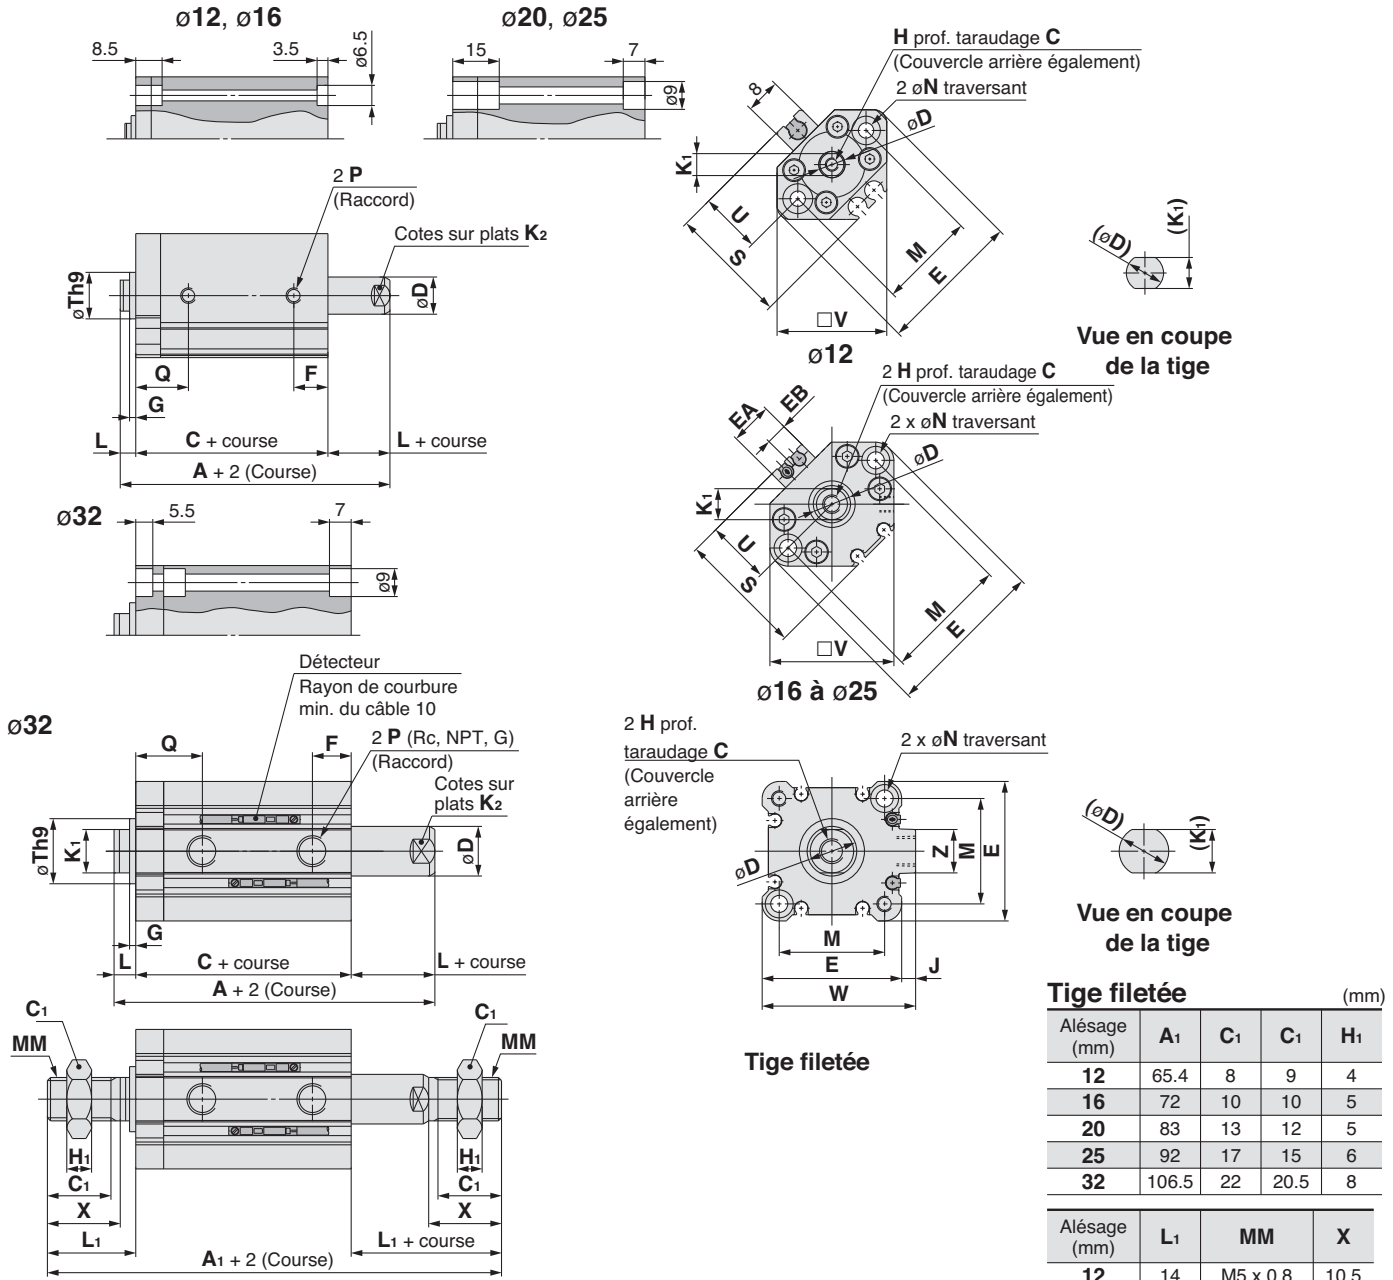 ø12, ø16
8.5
3.5
ø6.5
ø20, ø25
15
7
ø9
H prof. taraudage C
(Couvercle arrière également)
2 øN traversant
øD
8
K1
U
S
M
E
□V
ø12
(øD)
(K1)
Vue en coupe
de la tige
2 P
(Raccord)
Cotes sur plats K2
øTh9
øD
Q
F
G
L
C + course
L + course
A + 2 (Course)
2 H prof. taraudage C
(Couvercle arrière également)
2 x øN traversant
øD
EA
EB
K1
U
S
M
E
□V
ø16 à ø25
ø32
5.5
7
ø9
ø32
Détecteur
Rayon de courbure
min. du câble 10
2 P (Rc, NPT, G)
(Raccord)
Cotes sur
plats K2
Q
F
øTh9
K1
øD
G
L
C + course
L + course
A + 2 (Course)
2 H prof.
taraudage C
(Couvercle
arrière
également)
2 x øN traversant
øD
Z
M
E
M
E
J
W
(øD)
(K1)
Vue en coupe
de la tige
C1
MM
C1
MM
H1
C1
X
L1
H1
C1
X
L1 + course
A1 + 2 (Course)
Tige filetée
Tige filetée (mm)
Alésage (mm) A1 C1 C1 H1
12 65.4 8 9 4
16 72 10 10 5
20 83 13 12 5
25 92 17 15 6
32 106.5 22 20.5 8
Alésage (mm) L1 MM X
12 14 M5 x 0.8 10.5